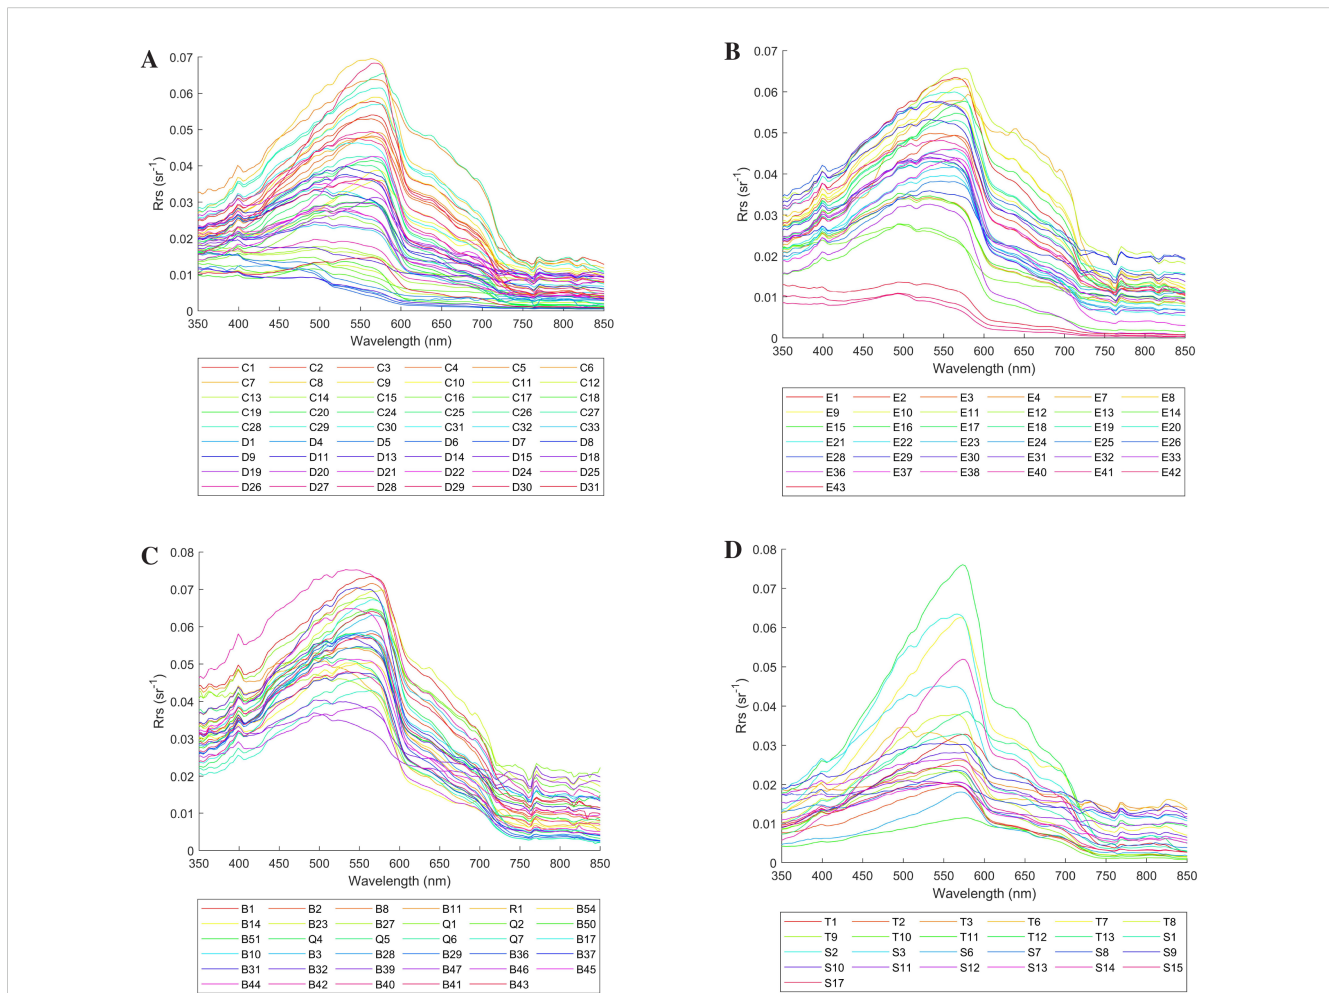 A
0.07
0.06
0.05
0.04
0.03
0.02
0.01
0
Rrs (sr-1)
350 400 450 500 550 600 650 700 750 800 850
Wavelength (nm)
C1 C2 C3 C4 C5 C6
C7 C8 C9 C10 C11 C12
C13 C14 C15 C16 C17 C18
C19 C20 C24 C25 C26 C27
C28 C29 C30 C31 C32 C33
D1 D4 D5 D6 D7 D8
D9 D11 D13 D14 D15 D18
D19 D20 D21 D22 D24 D25
D26 D27 D28 D29 D30 D31
B
0.07
0.06
0.05
0.04
0.03
0.02
0.01
0
Rrs (sr-1)
350 400 450 500 550 600 650 700 750 800 850
Wavelength (nm)
E1 E2 E3 E4 E7 E8
E9 E10 E11 E12 E13 E14
E15 E16 E17 E18 E19 E20
E21 E22 E23 E24 E25 E26
E28 E29 E30 E31 E32 E33
E36 E37 E38 E40 E41 E42
E43
C
0.08
0.07
0.06
0.05
0.04
0.03
0.02
0.01
0
Rrs (sr-1)
350 400 450 500 550 600 650 700 750 800 850
Wavelength (nm)
B1 B2 B8 B11 R1 B54
B14 B23 B27 Q1 Q2 B50
B51 Q4 Q5 Q6 Q7 B17
B10 B3 B28 B29 B36 B37
B31 B32 B39 B47 B46 B45
B44 B42 B40 B41 B43
D
0.08
0.07
0.06
0.05
0.04
0.03
0.02
0.01
0
Rrs (sr-1)
350 400 450 500 550 600 650 700 750 800 850
Wavelength (nm)
T1 T2 T3 T6 T7 T8
T9 T10 T11 T12 T13 S1
S2 S3 S6 S7 S8 S9
S10 S11 S12 S13 S14 S15
S17